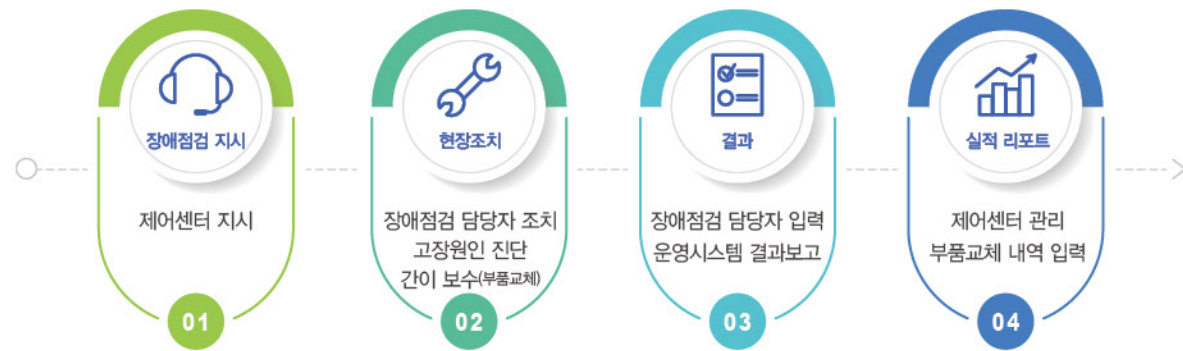 장애점검 지시
제어센터 지시
01
현장조치
장애점검 담당자 조치
고장원인 진단
간이 보수(부품교체)
02
결과
장애점검 담당자 입력
운영시스템 결과보고
03
실적 리포트
제어센터 관리
부품교체 내역 입력
04